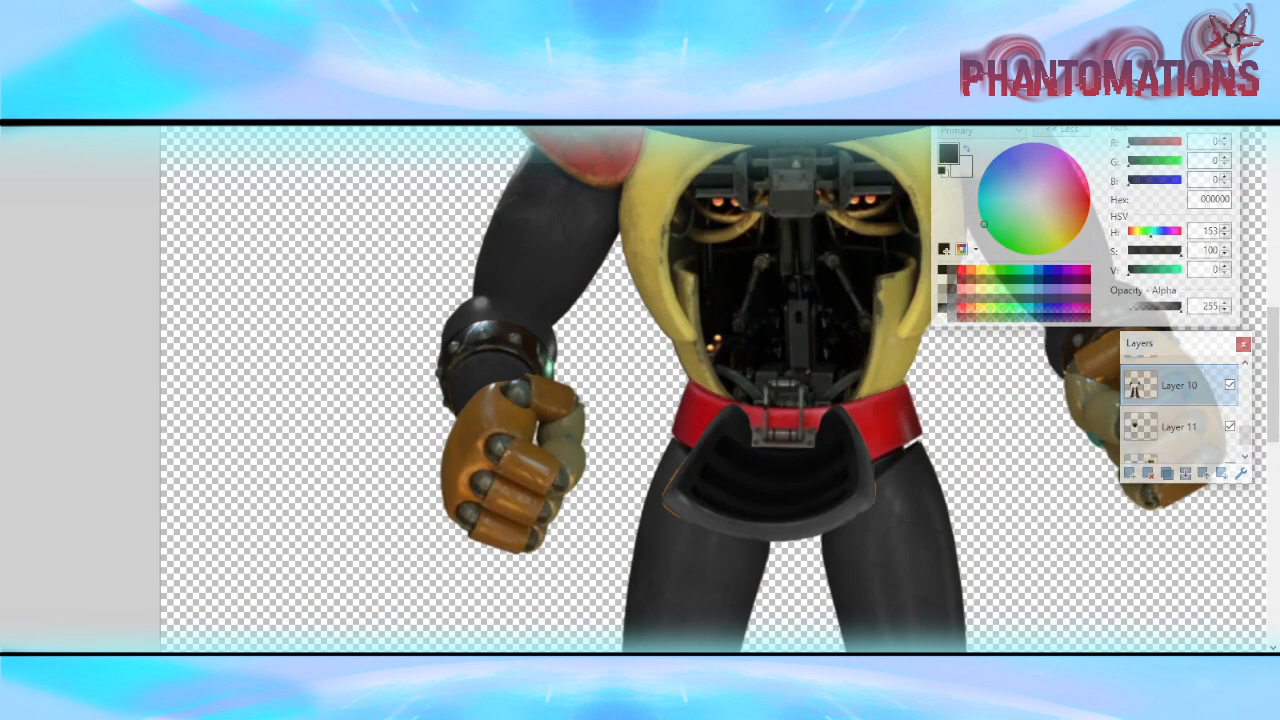 PHANTOMATIONS
Primary
<< Less
R: 0
G: 0
B: 0
Hex: 000000
HSV
H: 153
S: 100
V: 0
Opacity - Alpha
255
Layers
Layer 10
Layer 11